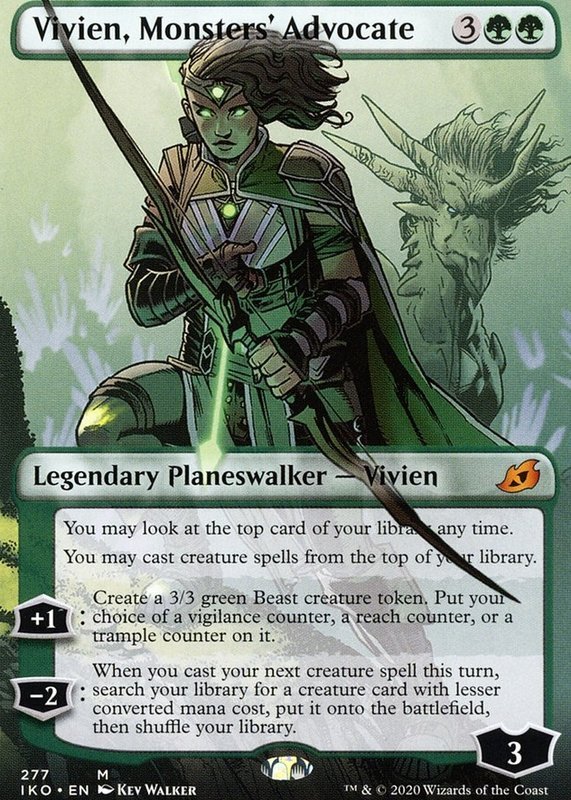 Vivien, Monsters' Advocate 3
Legendary Planeswalker — Vivien
You may look at the top card of your library any time.
You may cast creature spells from the top of your library.
Create a 3/3 green Beast creature token. Put your
+1: choice of a vigilance counter, a reach counter, or a
trample counter on it.
When you cast your next creature spell this turn,
search your library for a creature card with lesser
−2: converted mana cost, put it onto the battlefield,
then shuffle your library.
3
277 M
IKO • EN Kev Walker
™ & © 2020 Wizards of the Coast